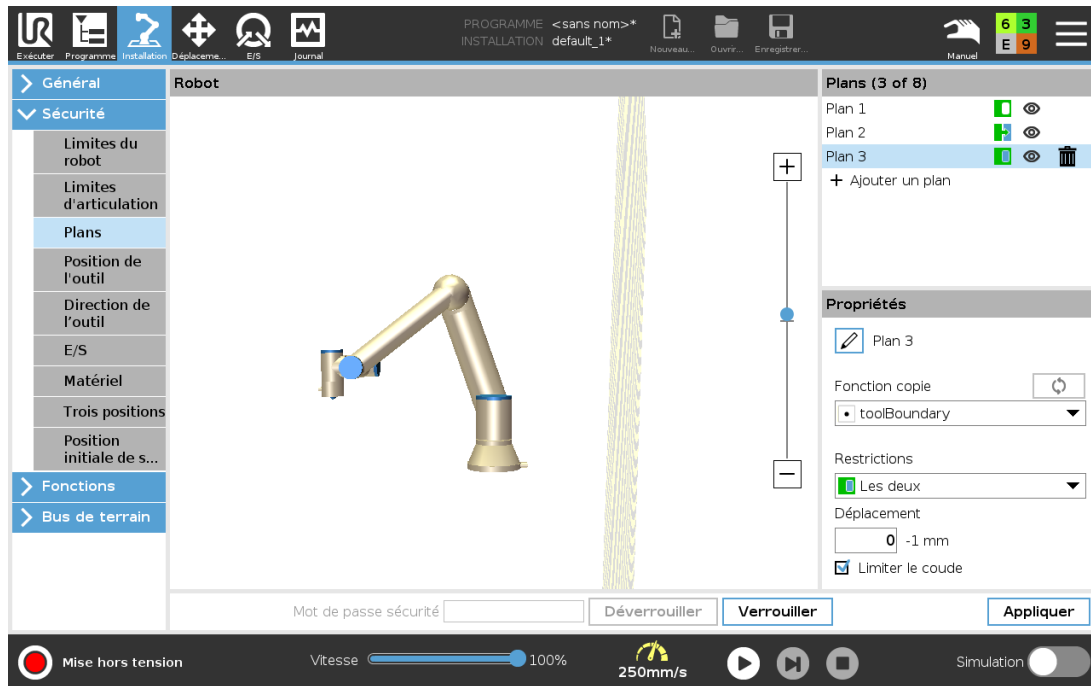 PROGRAMME <sans nom>*
INSTALLATION default_1*
Exécuter Programme Installation Déplaceme... E/S Journal
Nouveau... Ouvrir... Enregistrer...
Manuel
6 3
E 9
Général
Sécurité
Limites du
robot
Limites
d'articulation
Plans
Position de
l'outil
Direction de
l’outil
E/S
Matériel
Trois positions
Position
initiale de s...
Fonctions
Bus de terrain
Robot
Plans (3 of 8)
Plan 1
Plan 2
Plan 3
+ Ajouter un plan
Propriétés
Plan 3
Fonction copie
toolBoundary
Restrictions
Les deux
Déplacement
0 -1 mm
Limiter le coude
Mot de passe sécurité Déverrouiller Verrouiller Appliquer
Mise hors tension Vitesse 100% 250mm/s Simulation